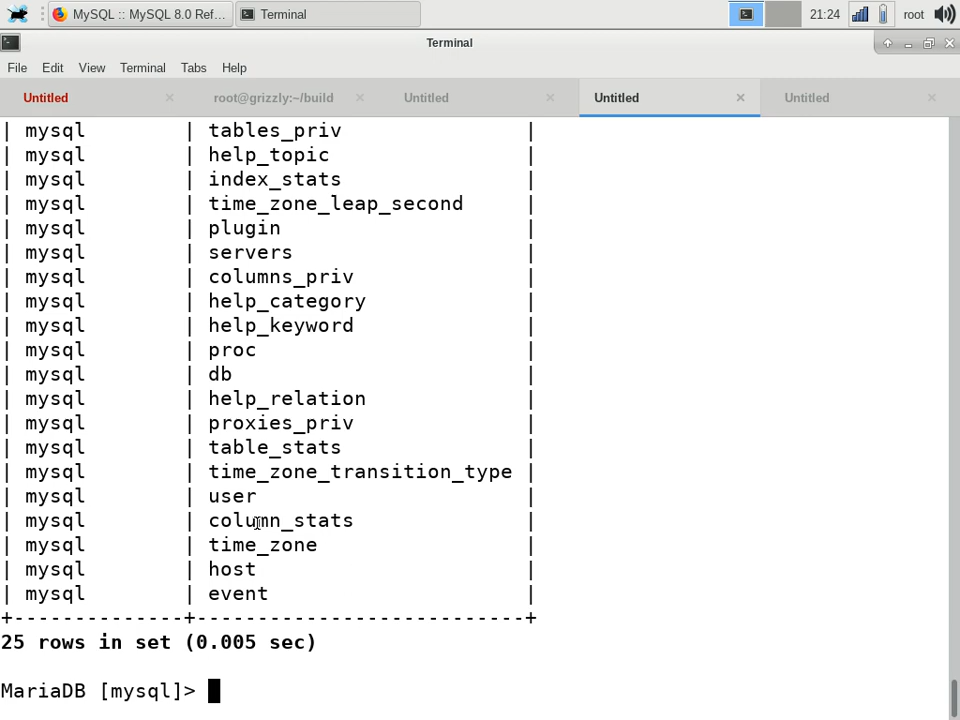 MySQL :: MySQL 8.0 Ref... Terminal 21:24 root
Terminal
File Edit View Terminal Tabs Help
Untitled root@grizzly:~/build Untitled Untitled Untitled
| mysql | tables_priv |
| mysql | help_topic |
| mysql | index_stats |
| mysql | time_zone_leap_second |
| mysql | plugin |
| mysql | servers |
| mysql | columns_priv |
| mysql | help_category |
| mysql | help_keyword |
| mysql | proc |
| mysql | db |
| mysql | help_relation |
| mysql | proxies_priv |
| mysql | table_stats |
| mysql | time_zone_transition_type |
| mysql | user |
| mysql | column_stats |
| mysql | time_zone |
| mysql | host |
| mysql | event |
+--------------+---------------------------+
25 rows in set (0.005 sec)
MariaDB [mysql]>